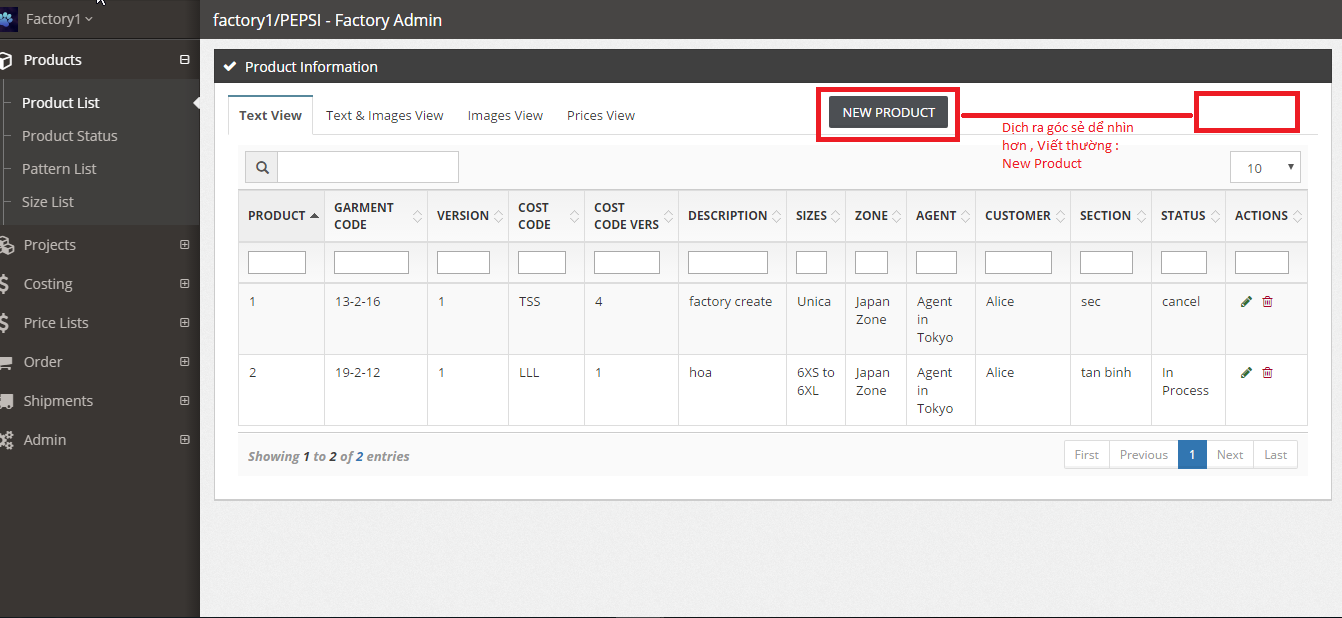 Factory1
factory1/PEPSI - Factory Admin
Products
Product List
Product Status
Pattern List
Size List
Projects
Costing
Price Lists
Order
Shipments
Admin
Product Information
Text View Text & Images View Images View Prices View
NEW PRODUCT
Dịch ra góc sẻ dể nhìn
hơn , Viết thường :
New Product
10
PRODUCT GARMENT CODE VERSION COST CODE COST CODE VERS DESCRIPTION SIZES ZONE AGENT CUSTOMER SECTION STATUS ACTIONS
1 13-2-16 1 TSS 4 factory create Unica Japan Zone Agent in Tokyo Alice sec cancel
2 19-2-12 1 LLL 1 hoa 6XS to 6XL Japan Zone Agent in Tokyo Alice tan binh In Process
Showing 1 to 2 of 2 entries
First Previous 1 Next Last